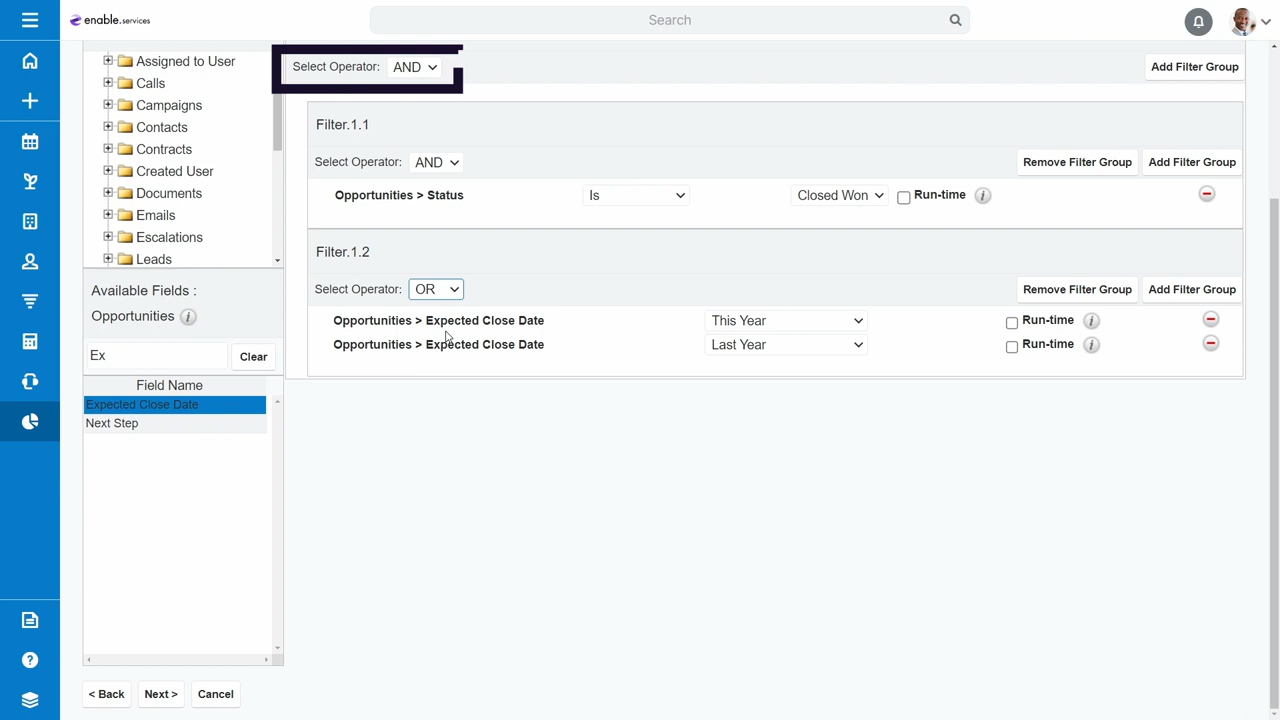 enable.services
Search
Assigned to User
Calls
Campaigns
Contacts
Contracts
Created User
Documents
Emails
Escalations
Leads
Available Fields :
Opportunities i
Ex
Clear
Field Name
Expected Close Date
Next Step
Select Operator: AND
Add Filter Group
Filter.1.1
Select Operator: AND
Remove Filter Group
Add Filter Group
Opportunities > Status
Is
Closed Won
Run-time i
Filter.1.2
Select Operator: OR
Remove Filter Group
Add Filter Group
Opportunities > Expected Close Date
This Year
Run-time i
Opportunities > Expected Close Date
Last Year
Run-time i
< Back
Next >
Cancel